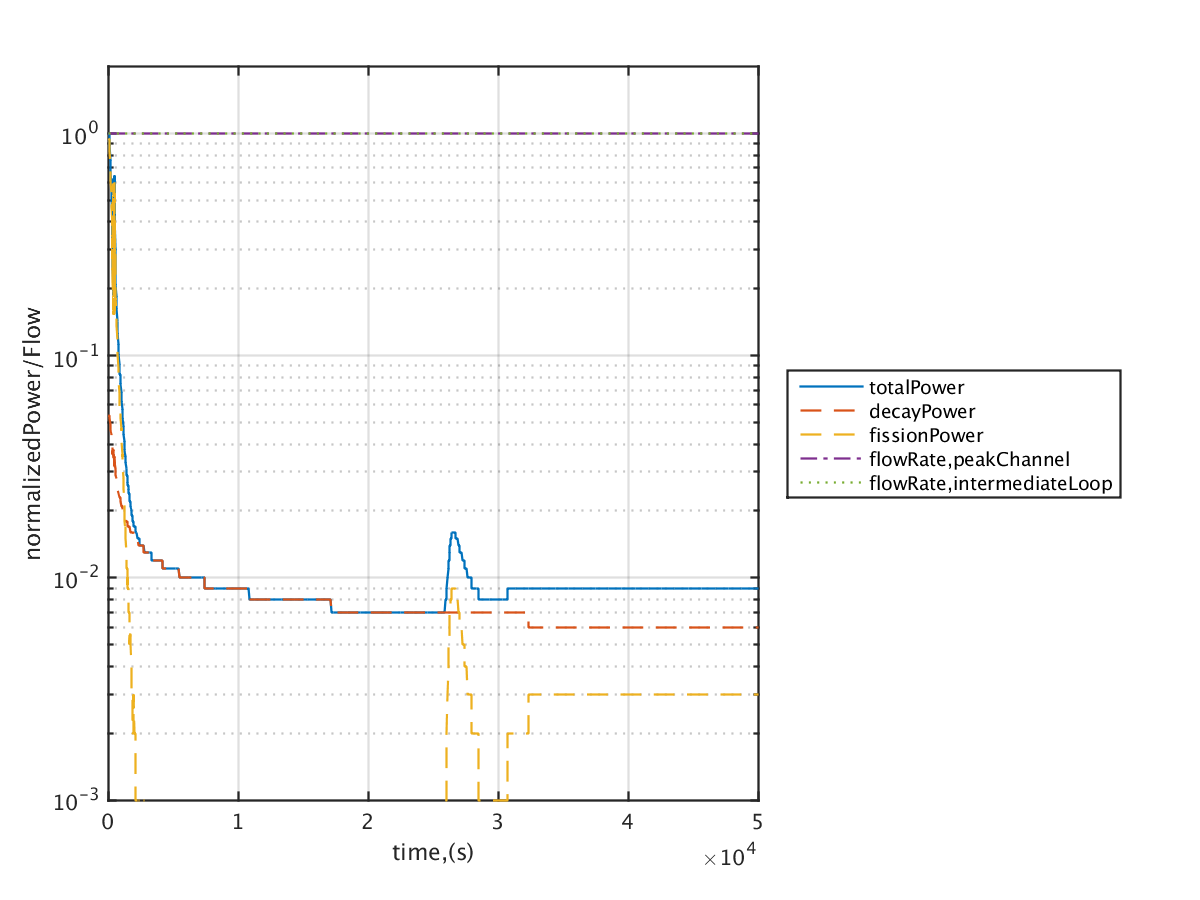 10^0
10^-1
10^-2
10^-3
normalizedPower/Flow
0 1 2 3 4 5
time,(s)
×10^4
totalPower
decayPower
fissionPower
flowRate,peakChannel
flowRate,intermediateLoop